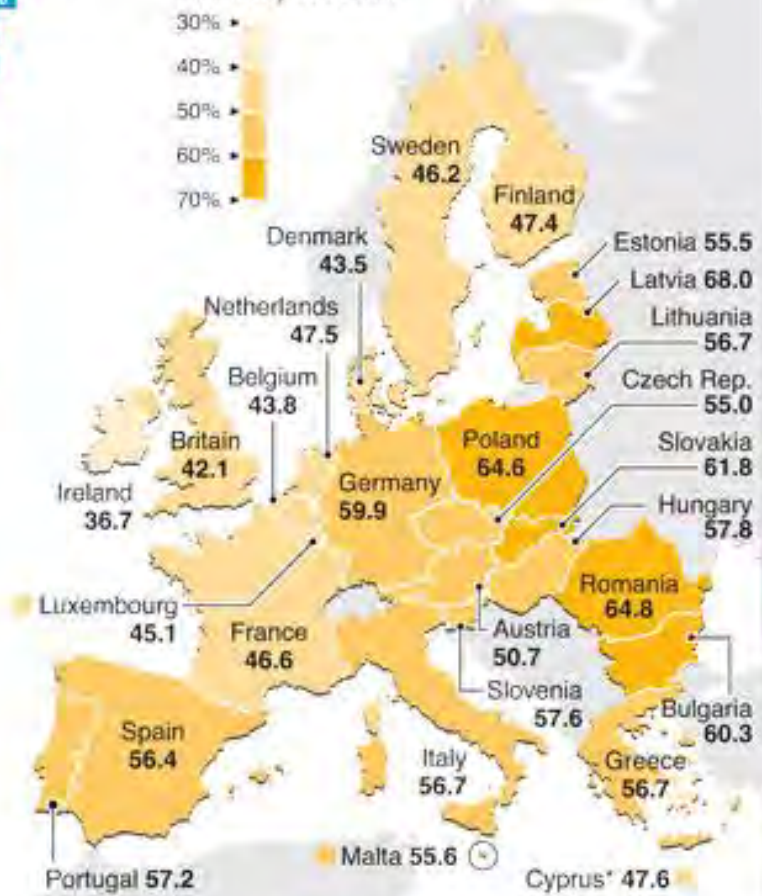 30%
40%
50%
60%
70%
Sweden
46.2
Finland
47.4
Denmark
43.5
Estonia 55.5
Latvia 68.0
Netherlands
47.5
Lithuania
56.7
Belgium
43.8
Czech Rep.
55.0
Britain
42.1
Poland
64.6
Slovakia
61.8
Ireland
36.7
Germany
59.9
Hungary
57.8
Luxembourg
45.1
France
46.6
Romania
64.8
Austria
50.7
Slovenia
57.6
Bulgaria
60.3
Spain
56.4
Italy
56.7
Greece
56.7
Malta 55.6
Cyprus* 47.6
Portugal 57.2